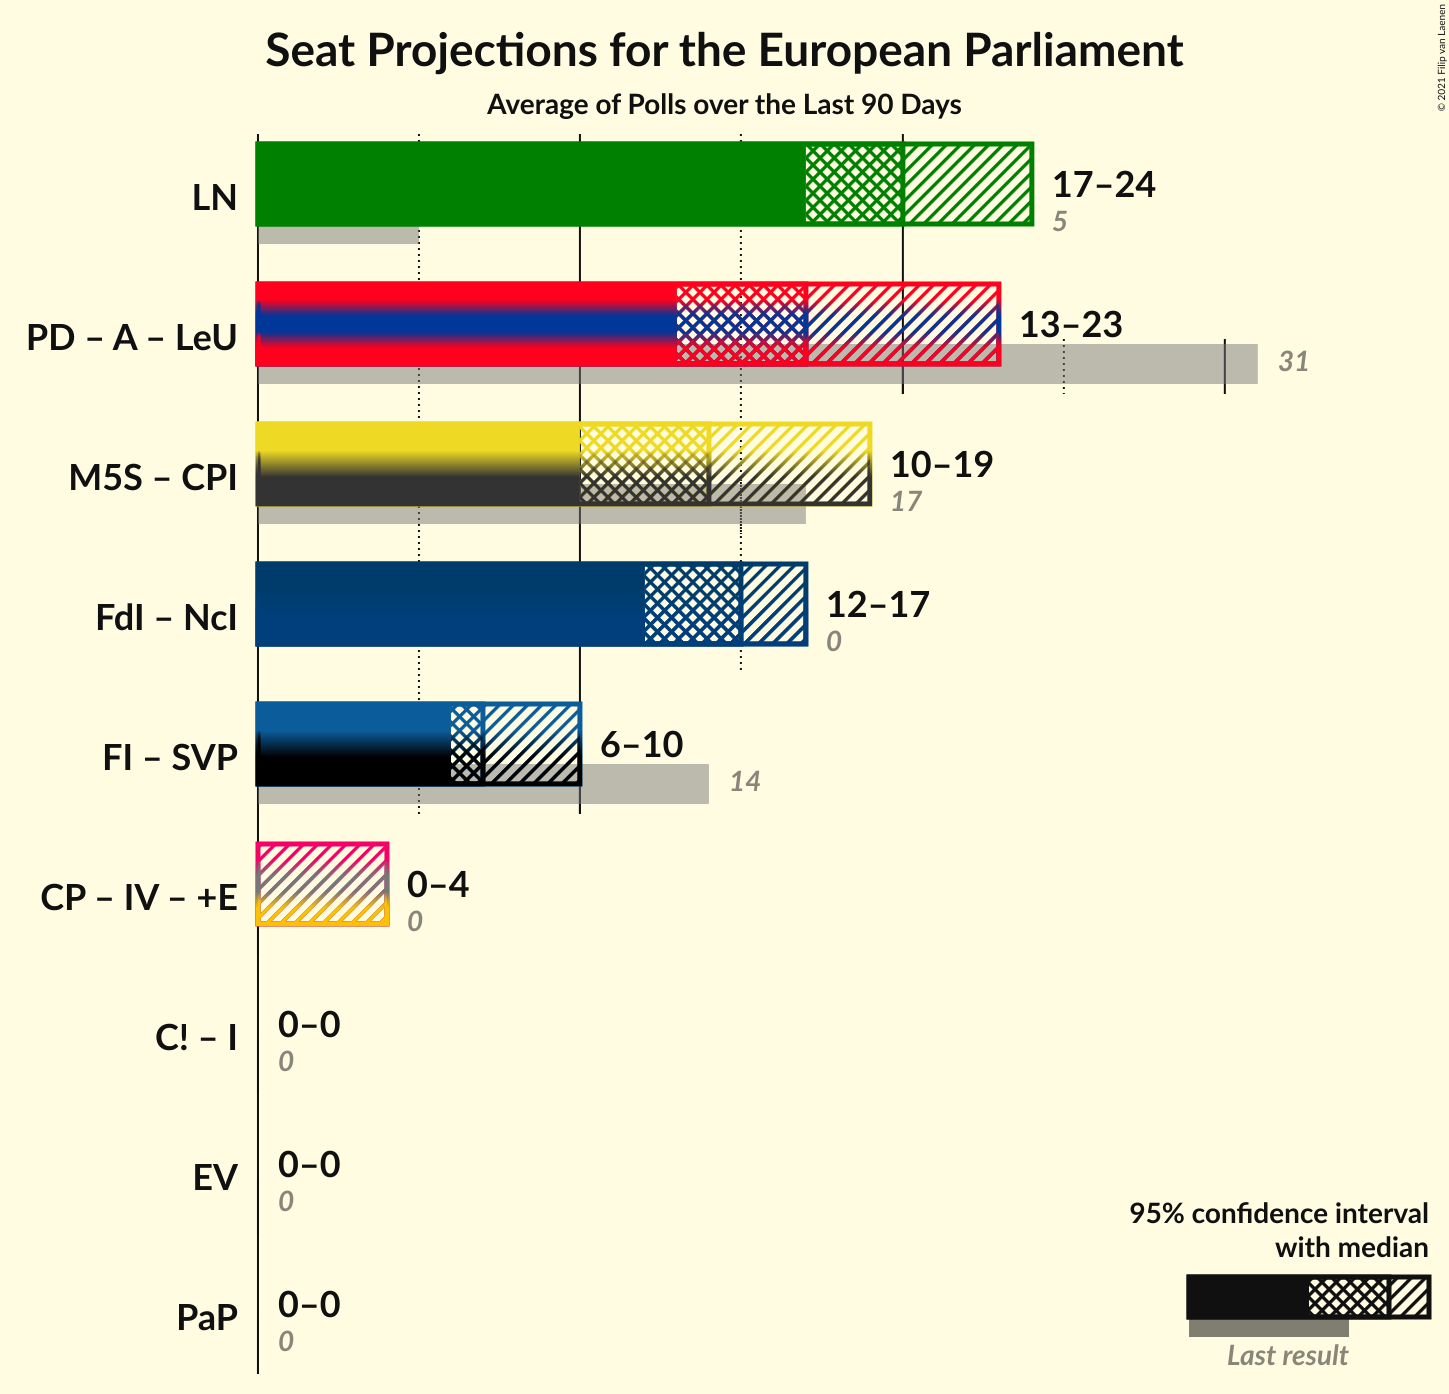 Seat Projections for the European Parliament
Average of Polls over the Last 90 Days
© 2021 Filip van Laenen
LN
17–24
5
PD – A – LeU
13–23
31
M5S – CPI
10–19
17
FdI – NcI
12–17
0
FI – SVP
6–10
14
CP – IV – +E
0–4
0
C! – I
0–0
0
EV
0–0
0
PaP
0–0
0
95% confidence interval
with median
Last result